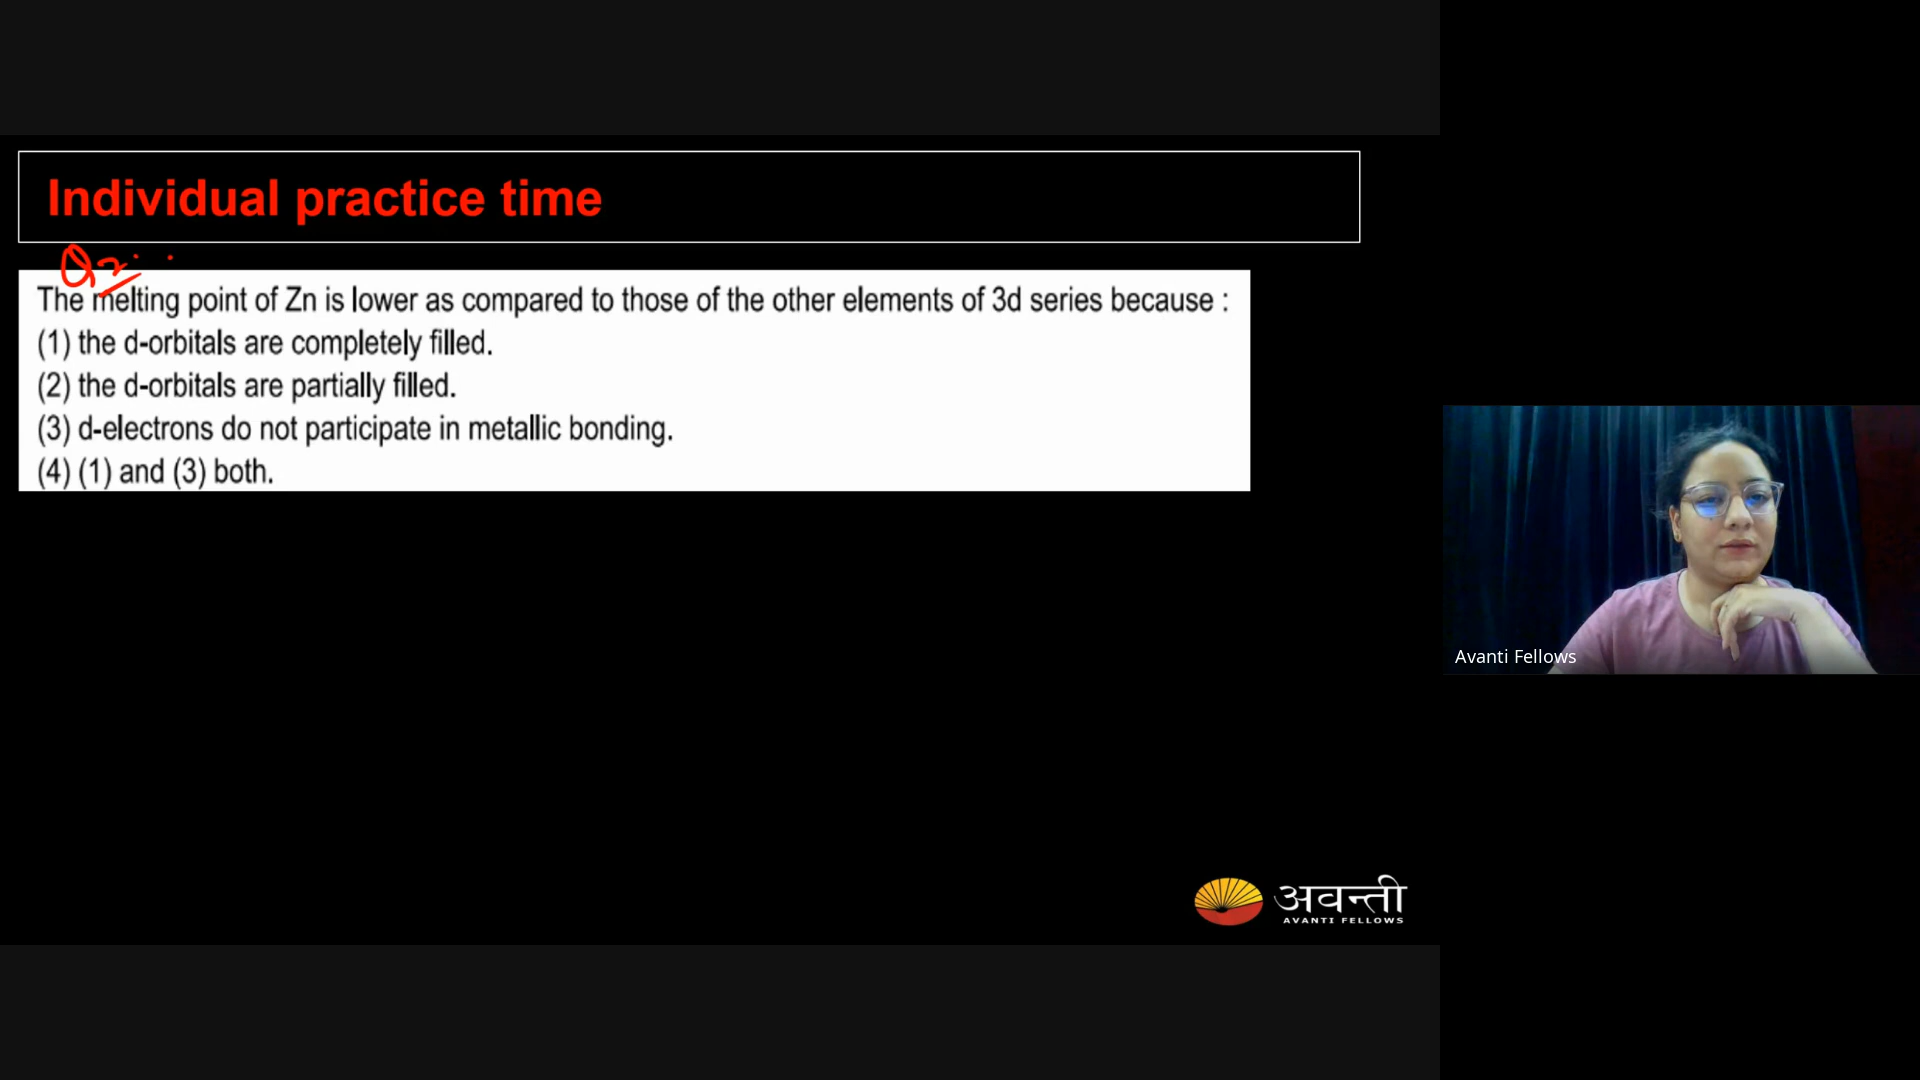 Individual practice time
Q2:
The melting point of Zn is lower as compared to those of the other elements of 3d series because :
(1) the d-orbitals are completely filled.
(2) the d-orbitals are partially filled.
(3) d-electrons do not participate in metallic bonding.
(4) (1) and (3) both.
Avanti Fellows
अवन्ती
AVANTI FELLOWS